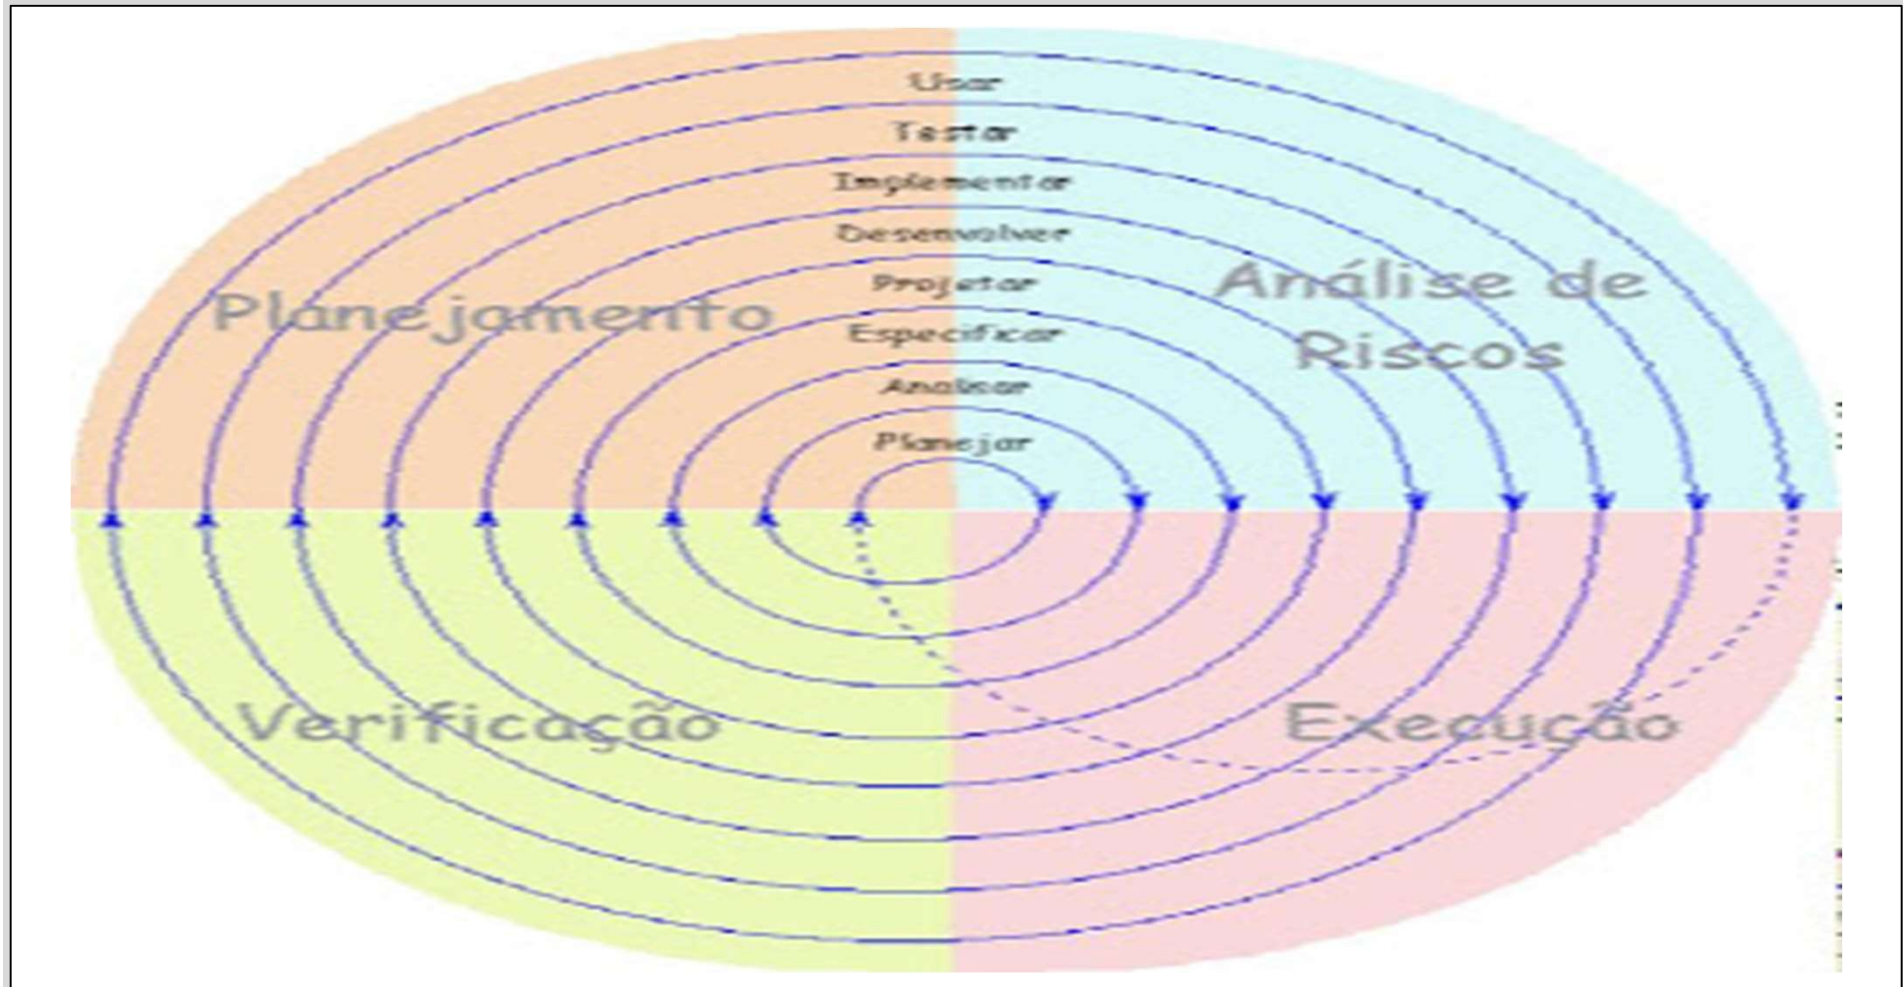 Usar
Testar
Implementar
Desenvolver
Projetar
Especificar
Analisar
Planejar
Planejamento
Análise de
Riscos
Verificação
Execução